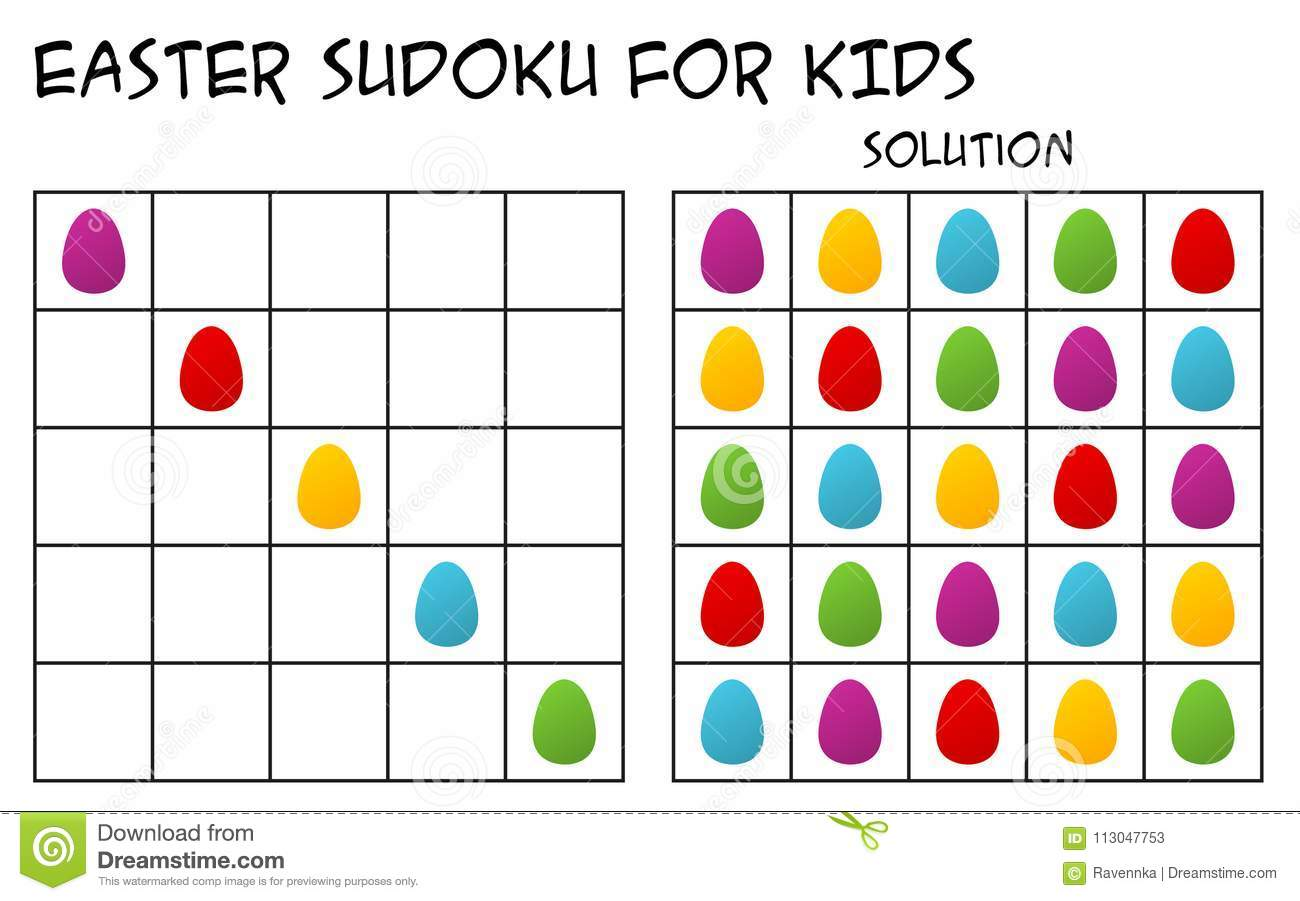 EASTER SUDOKU FOR KIDS
SOLUTION
Download from
Dreamstime.com
This watermarked comp image is for previewing purposes only.
ID 113047753
© Ravennka | Dreamstime.com